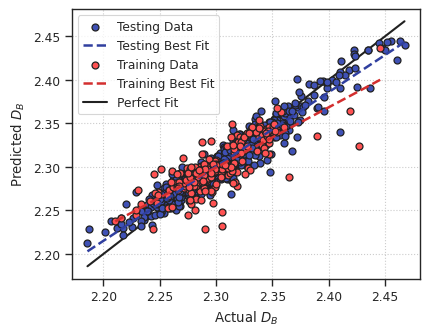 Testing Data
Testing Best Fit
Training Data
Training Best Fit
Perfect Fit
2.45
2.40
2.35
2.30
2.25
2.20
Predicted D_B
2.20 2.25 2.30 2.35 2.40 2.45
Actual D_B